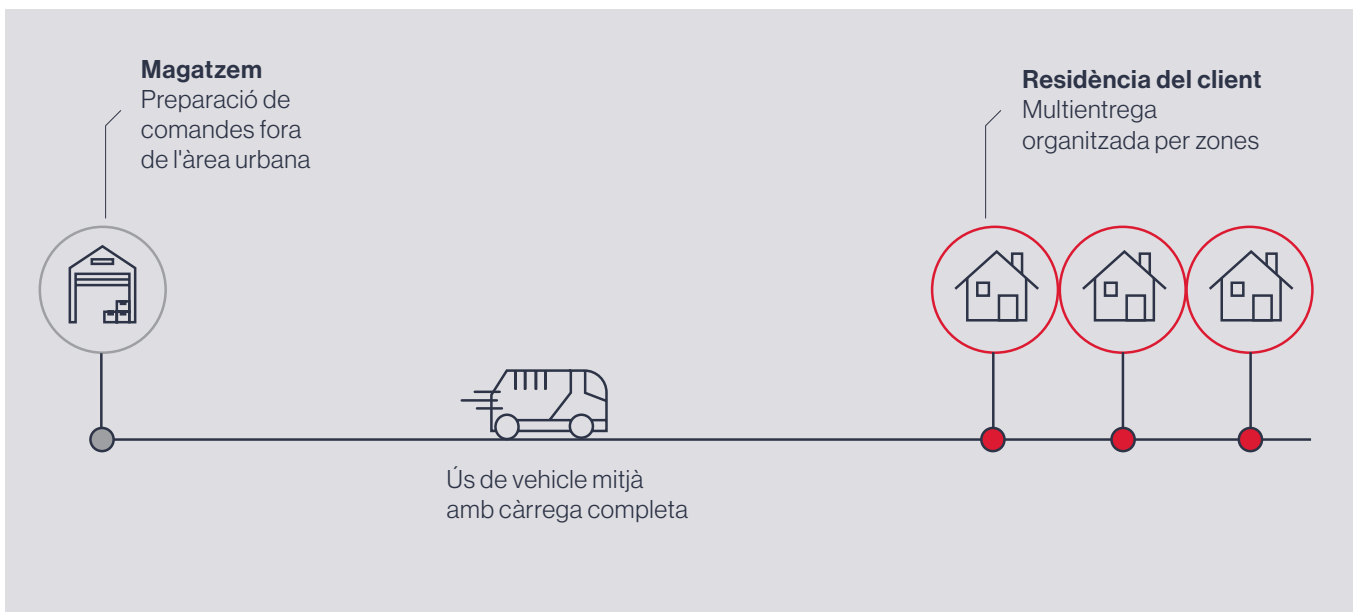 Magatzem
Preparació de
comandes fora
de l'àrea urbana
Residència del client
Multientrega
organitzada per zones
Ús de vehicle mitjà
amb càrrega completa